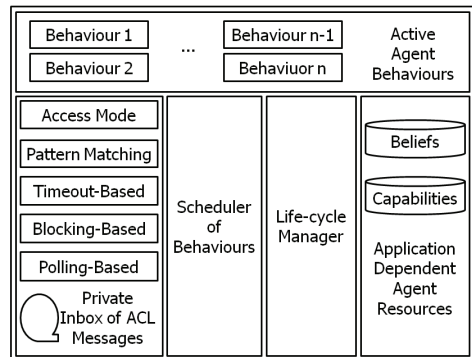 Behaviour 1
Behaviour 2
...
Behaviour n-1
Behaviuor n
Active
Agent
Behaviours
Access Mode
Pattern Matching
Timeout-Based
Blocking-Based
Polling-Based
Private
Inbox of ACL
Messages
Scheduler
of
Behaviours
Life-cycle
Manager
Beliefs
Capabilities
Application
Dependent
Agent
Resources